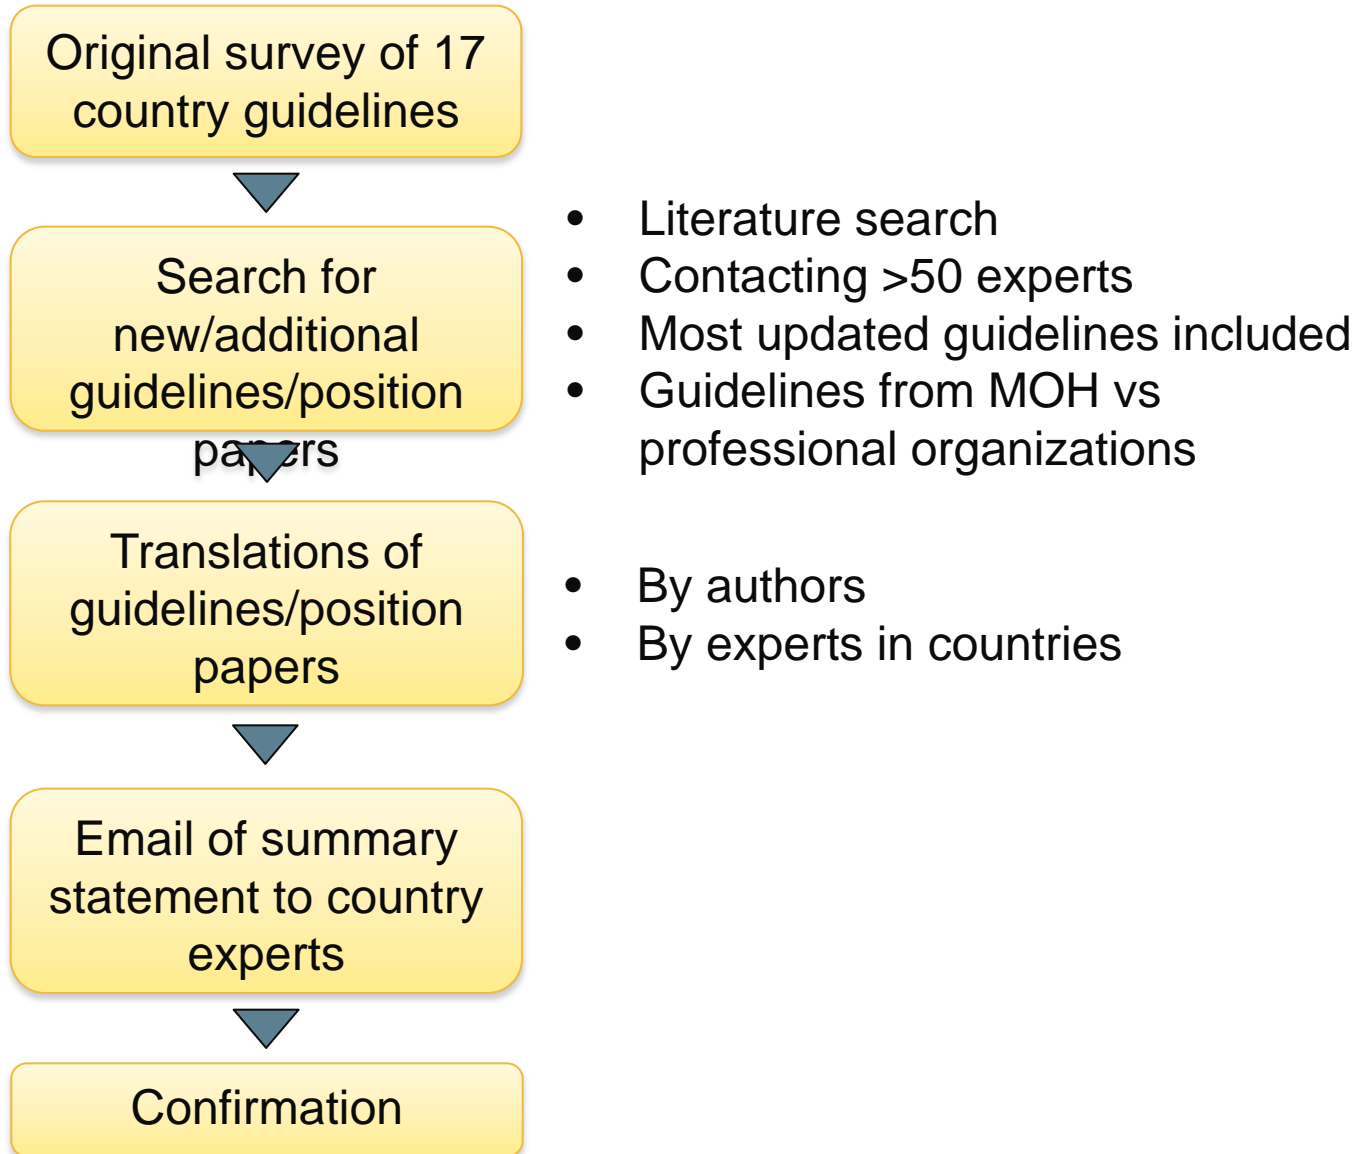 Original survey of 17
country guidelines
Search for
new/additional
guidelines/position
papers
• Literature search
• Contacting >50 experts
• Most updated guidelines included
• Guidelines from MOH vs
professional organizations
Translations of
guidelines/position
papers
• By authors
• By experts in countries
Email of summary
statement to country
experts
Confirmation